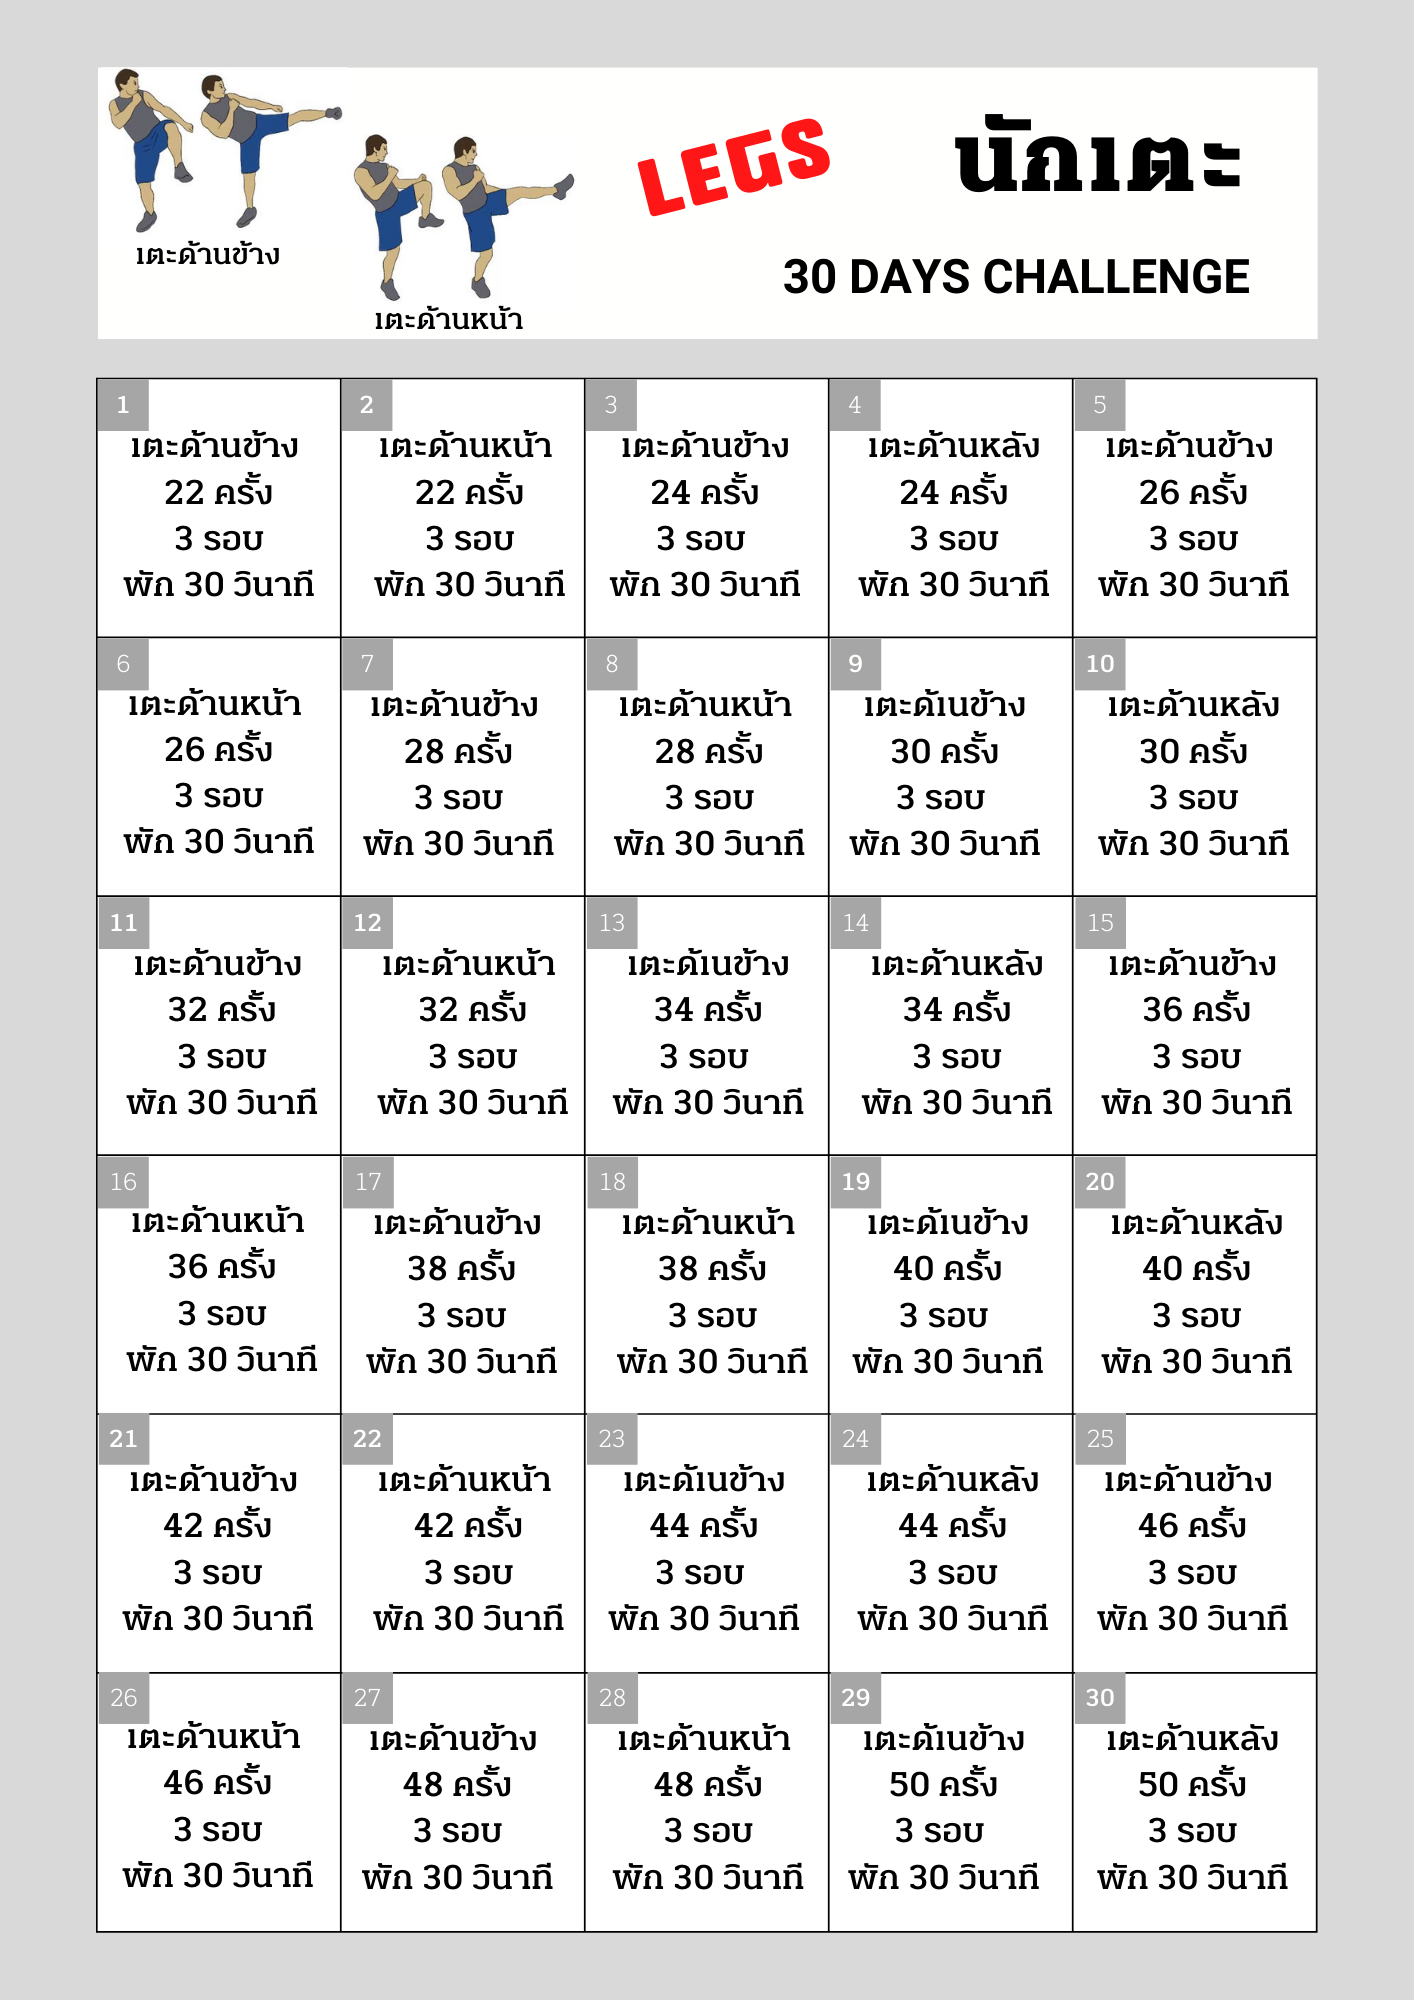 เตะด้านข้าง
เตะด้านหน้า
LEGS
นักเตะ
30 DAYS CHALLENGE
1
เตะด้านข้าง
22 ครั้ง
3 รอบ
พัก 30 วินาที
2
เตะด้านหน้า
22 ครั้ง
3 รอบ
พัก 30 วินาที
3
เตะด้านข้าง
24 ครั้ง
3 รอบ
พัก 30 วินาที
4
เตะด้านหลัง
24 ครั้ง
3 รอบ
พัก 30 วินาที
5
เตะด้านข้าง
26 ครั้ง
3 รอบ
พัก 30 วินาที
6
เตะด้านหน้า
26 ครั้ง
3 รอบ
พัก 30 วินาที
7
เตะด้านข้าง
28 ครั้ง
3 รอบ
พัก 30 วินาที
8
เตะด้านหน้า
28 ครั้ง
3 รอบ
พัก 30 วินาที
9
เตะด้เนข้าง
30 ครั้ง
3 รอบ
พัก 30 วินาที
10
เตะด้านหลัง
30 ครั้ง
3 รอบ
พัก 30 วินาที
11
เตะด้านข้าง
32 ครั้ง
3 รอบ
พัก 30 วินาที
12
เตะด้านหน้า
32 ครั้ง
3 รอบ
พัก 30 วินาที
13
เตะด้เนข้าง
34 ครั้ง
3 รอบ
พัก 30 วินาที
14
เตะด้านหลัง
34 ครั้ง
3 รอบ
พัก 30 วินาที
15
เตะด้านข้าง
36 ครั้ง
3 รอบ
พัก 30 วินาที
16
เตะด้านหน้า
36 ครั้ง
3 รอบ
พัก 30 วินาที
17
เตะด้านข้าง
38 ครั้ง
3 รอบ
พัก 30 วินาที
18
เตะด้านหน้า
38 ครั้ง
3 รอบ
พัก 30 วินาที
19
เตะด้เนข้าง
40 ครั้ง
3 รอบ
พัก 30 วินาที
20
เตะด้านหลัง
40 ครั้ง
3 รอบ
พัก 30 วินาที
21
เตะด้านข้าง
42 ครั้ง
3 รอบ
พัก 30 วินาที
22
เตะด้านหน้า
42 ครั้ง
3 รอบ
พัก 30 วินาที
23
เตะด้เนข้าง
44 ครั้ง
3 รอบ
พัก 30 วินาที
24
เตะด้านหลัง
44 ครั้ง
3 รอบ
พัก 30 วินาที
25
เตะด้านข้าง
46 ครั้ง
3 รอบ
พัก 30 วินาที
26
เตะด้านหน้า
46 ครั้ง
3 รอบ
พัก 30 วินาที
27
เตะด้านข้าง
48 ครั้ง
3 รอบ
พัก 30 วินาที
28
เตะด้านหน้า
48 ครั้ง
3 รอบ
พัก 30 วินาที
29
เตะด้เนข้าง
50 ครั้ง
3 รอบ
พัก 30 วินาที
30
เตะด้านหลัง
50 ครั้ง
3 รอบ
พัก 30 วินาที